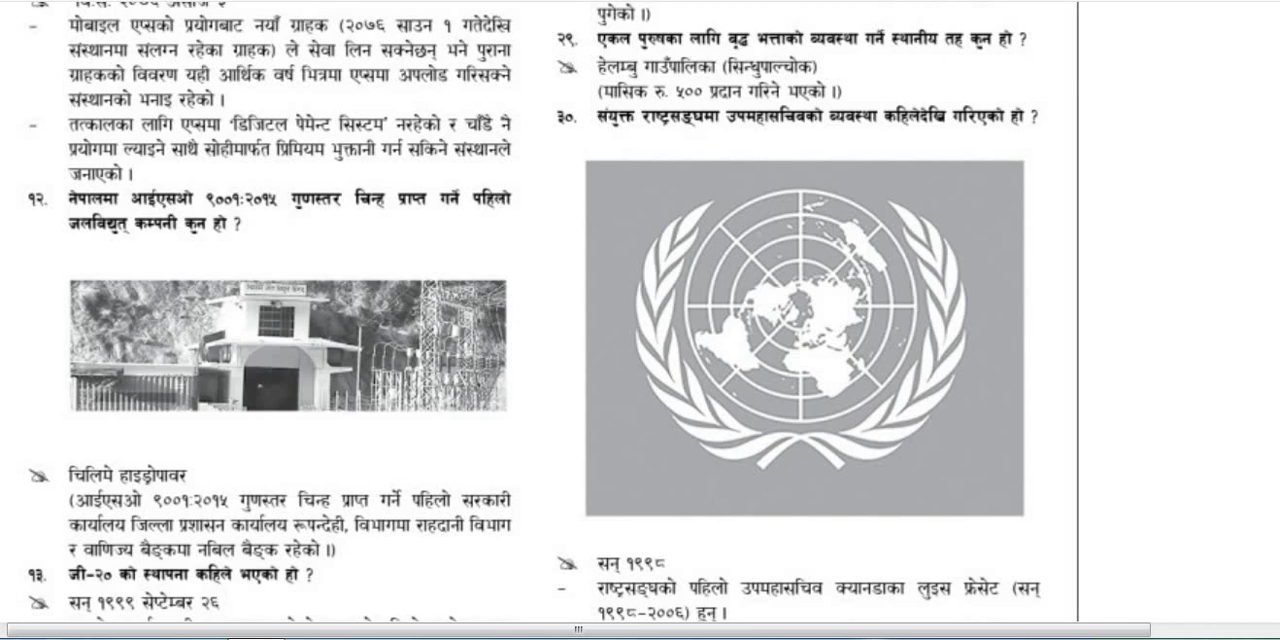 मोबाइल एप्सको प्रयोगबाट नयाँ ग्राहक (२०७६ साउन १ गतेदेखि
संस्थानमा संलग्न रहेका ग्राहक) ले सेवा लिन सक्नेछन् भने पुराना
ग्राहकको विवरण यही आर्थिक वर्ष भित्रमा एप्समा अपलोड गरिसक्ने
संस्थानको भनाइ रहेको ।
- तत्कालका लागि एप्समा 'डिजिटल पेमेन्ट सिस्टम' नरहेको र चाँडै नै
प्रयोगमा ल्याइने साथै सोहीमार्फत प्रिमियम भुक्तानी गर्न सकिने संस्थानले
जनाएको ।
१२. नेपालमा आईएसओ ९००१:२०१५ गुणस्तर चिन्ह प्राप्त गर्ने पहिलो
जलविद्युत् कम्पनी कुन हो ?
चिलिमे हाइड्रोपावर
(आईएसओ ९००१:२०१५ गुणस्तर चिन्ह प्राप्त गर्ने पहिलो सरकारी
कार्यालय जिल्ला प्रशासन कार्यालय रूपन्देही, विभागमा राहदानी विभाग
र वाणिज्य बैङ्कमा नबिल बैङ्क रहेको ।)
१३. जी-२० को स्थापना कहिले भएको हो ?
सन् १९९९ सेप्टेम्बर २६
पुगेको ।)
२९. एकल पुरुषका लागि बृद्ध भत्ताको ब्यबस्था गर्ने स्थानीय तह कुन हो ?
हेलम्बु गाउँपालिका (सिन्धुपाल्चोक)
(मासिक रु. ५०० प्रदान गरिने भएको ।)
३०. संयुक्त राष्ट्रसङ्घमा उपमहासचिबको ब्यबस्था कहिलेदेखि गरिएको हो ?
सन् १९९८
- राष्ट्रसङ्घको पहिलो उपमहासचिव क्यानडाका लुइस फ्रेसेट (सन्
१९९८-२००६) हुन् ।